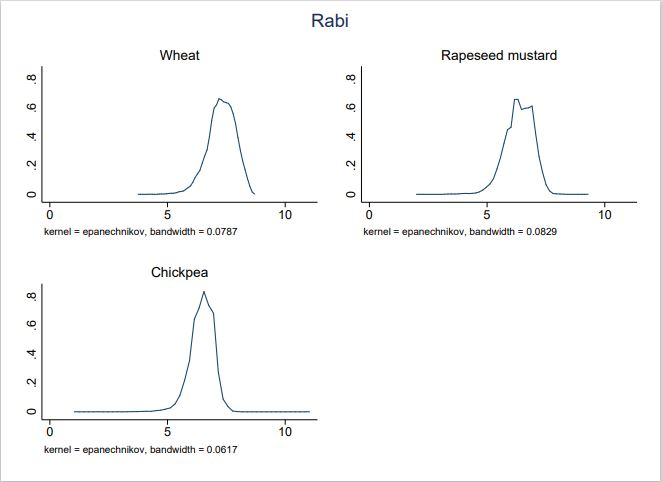 Rabi
Wheat
.8
.6
.4
.2
0
0 5 10
kernel = epanechnikov, bandwidth = 0.0787
Rapeseed mustard
.8
.6
.4
.2
0
0 5 10
kernel = epanechnikov, bandwidth = 0.0829
Chickpea
.8
.6
.4
.2
0
0 5 10
kernel = epanechnikov, bandwidth = 0.0617